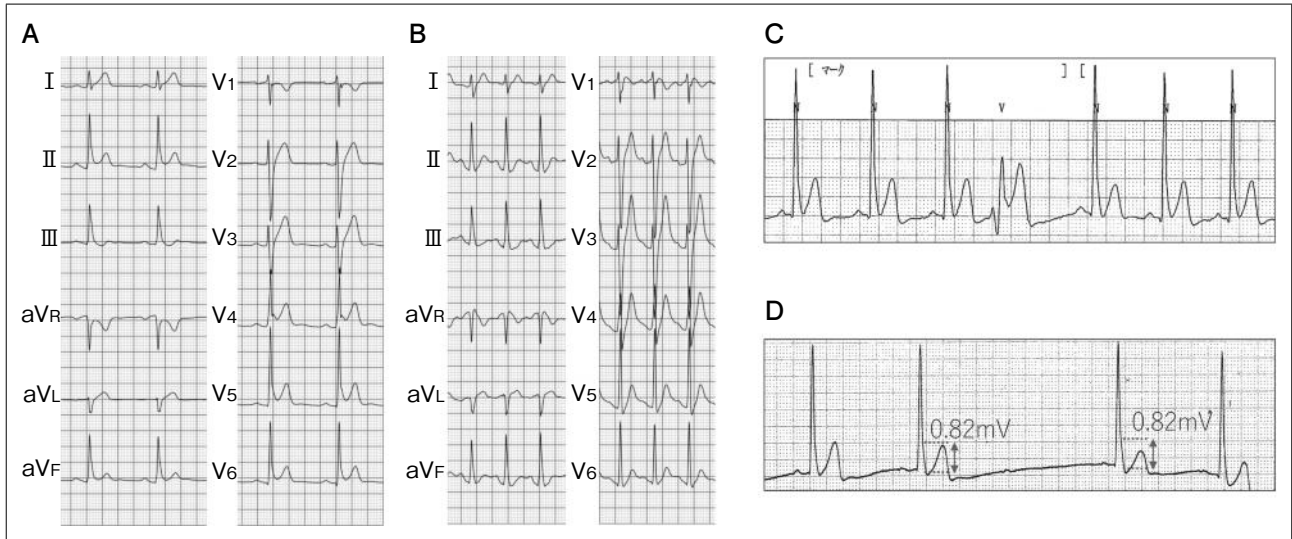 A
I
II
III
aVR
aVL
aVF
V1
V2
V3
V4
V5
V6
B
I
II
III
aVR
aVL
aVF
V1
V2
V3
V4
V5
V6
C
[ マーク ] [
N N N V N N N
D
0.82mV
0.82mV